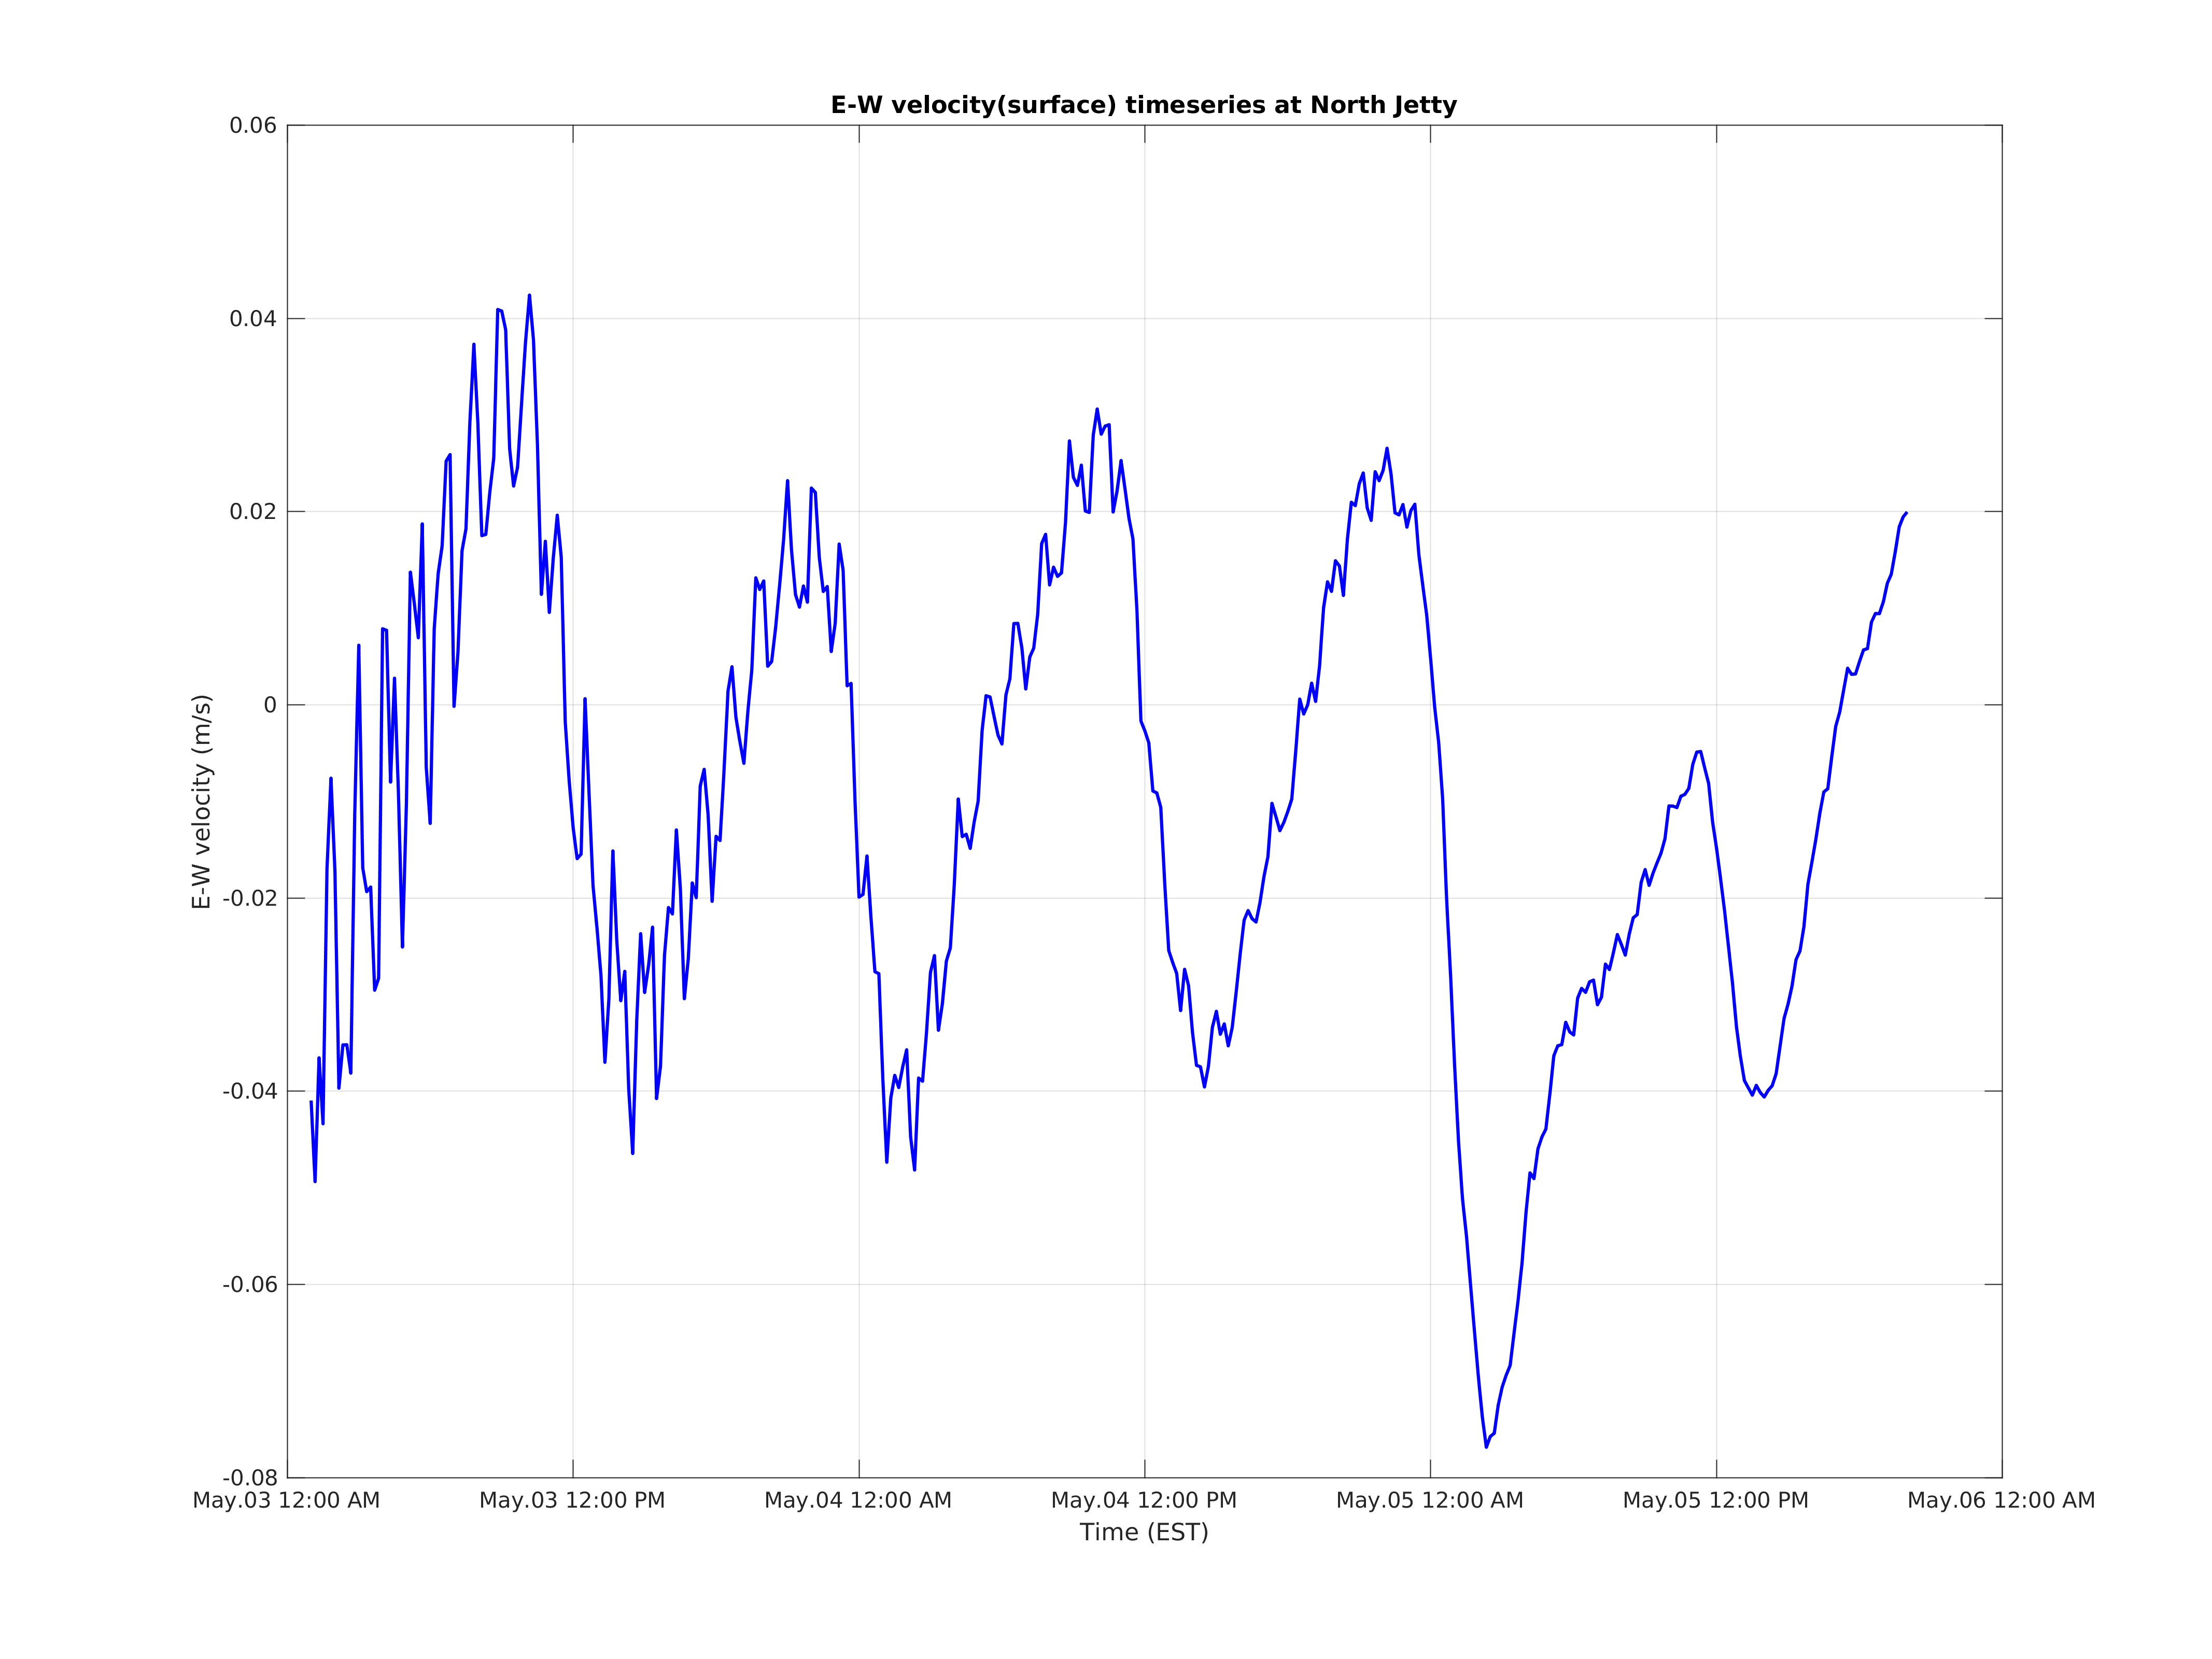 E-W velocity(surface) timeseries at North Jetty
0.06
0.04
0.02
0
-0.02
-0.04
-0.06
-0.08
E-W velocity (m/s)
May.03 12:00 AM
May.03 12:00 PM
May.04 12:00 AM
May.04 12:00 PM
May.05 12:00 AM
May.05 12:00 PM
May.06 12:00 AM
Time (EST)